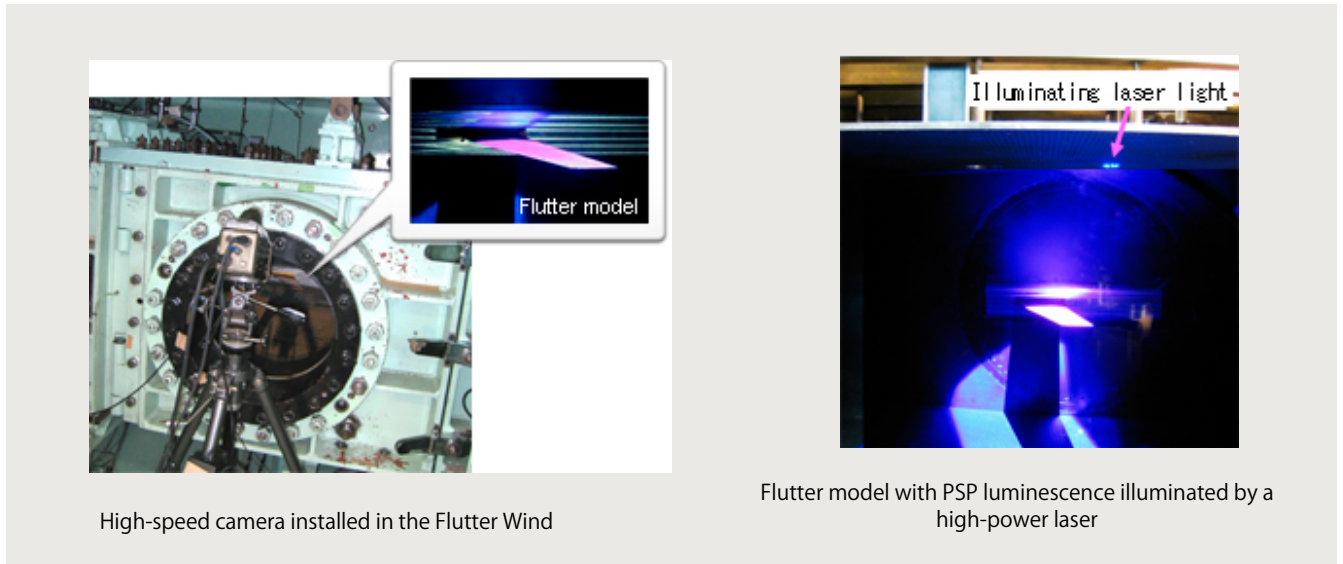 Flutter model
Illuminating laser light
High-speed camera installed in the Flutter Wind
Flutter model with PSP luminescence illuminated by a
high-power laser